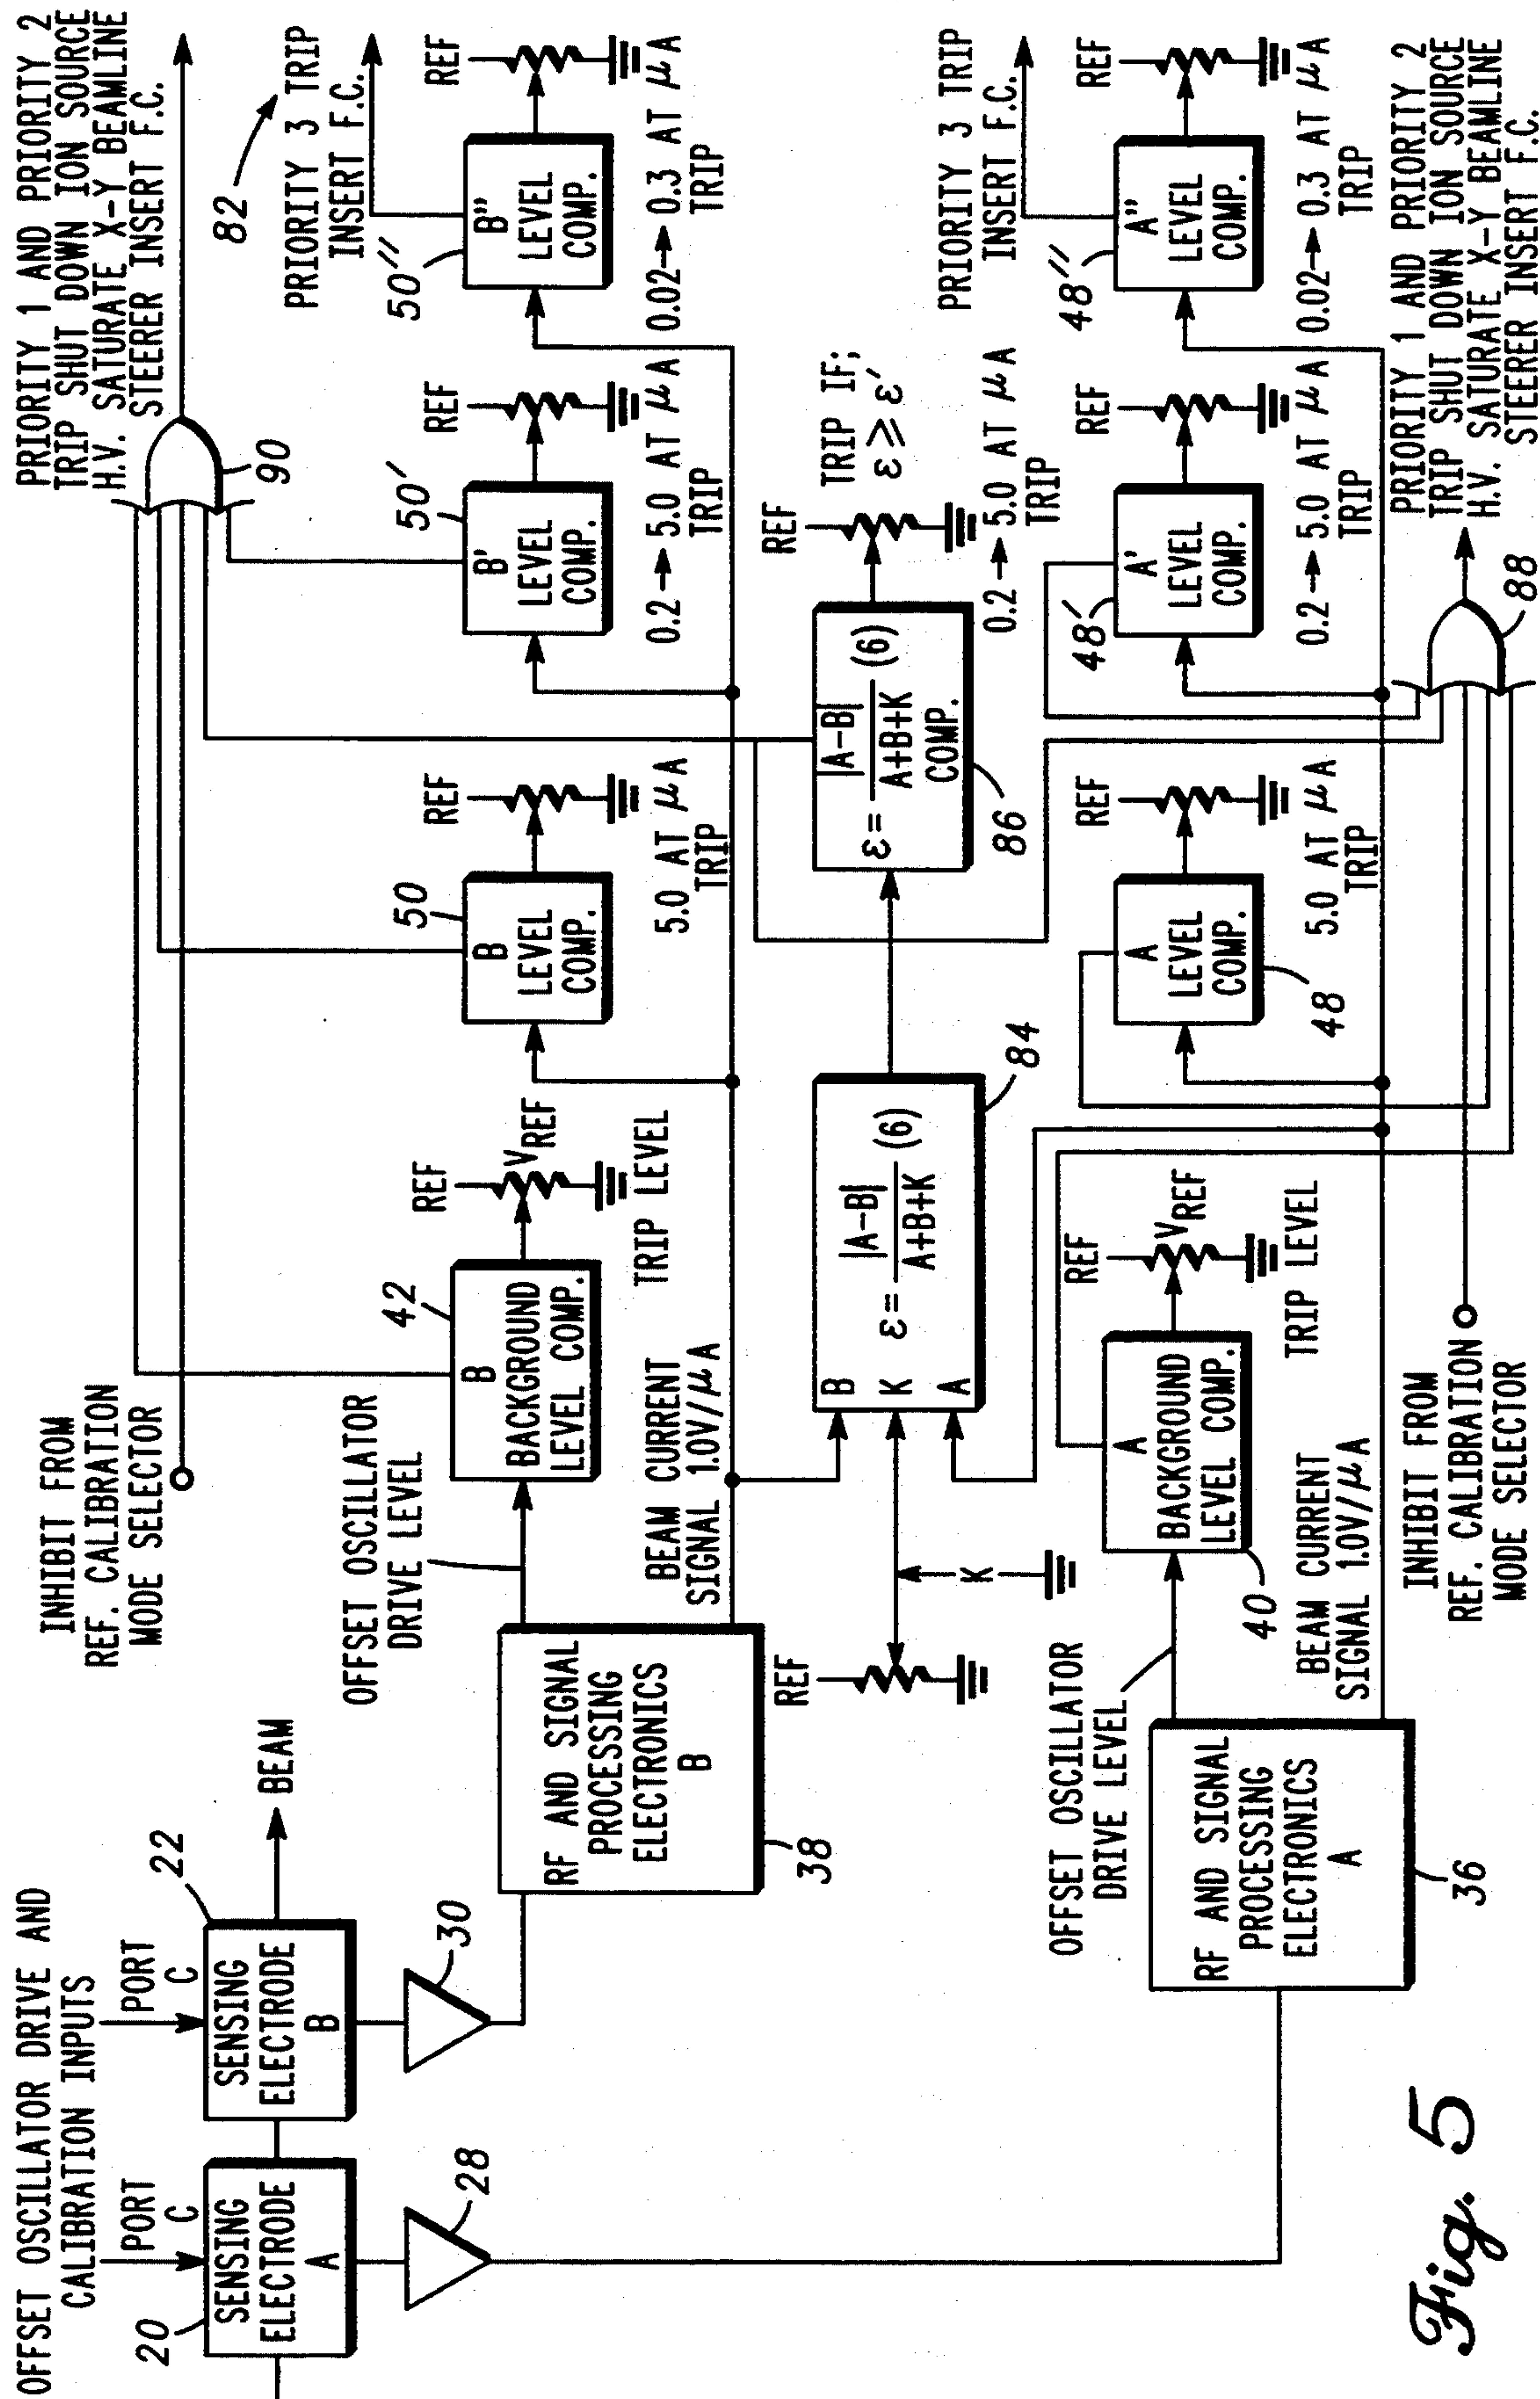 OFFSET OSCILLATOR DRIVE AND
CALIBRATION INPUTS
PORT
C
PORT
C
20
SENSING
ELECTRODE
A
22
SENSING
ELECTRODE
B
BEAM
28
30
INHIBIT FROM
REF. CALIBRATION
MODE SELECTOR
PRIORITY 1 AND PRIORITY 2
TRIP SHUT DOWN ION SOURCE
H.V. SATURATE X-Y BEAMLINE
STEERER INSERT F.C.
90
82
PRIORITY 3 TRIP
INSERT F.C.
OFFSET OSCILLATOR
DRIVE LEVEL
42
B
BACKGROUND
LEVEL COMP.
REF
VREF
TRIP LEVEL
50
B
LEVEL
COMP.
REF
5.0 AT μA
TRIP
50'
B'
LEVEL
COMP.
REF
0.2→5.0 AT μA
TRIP
50''
B''
LEVEL
COMP.
REF
0.02→0.3 AT μA
TRIP
RF AND SIGNAL
PROCESSING
ELECTRONICS
B
38
BEAM CURRENT
SIGNAL 1.0V/μA
REF
K
B
K
A
ε= |A-B| / A+B+K (6)
84
ε= |A-B| / A+B+K (6)
COMP.
86
REF
TRIP IF;
ε ⩾ ε'
0.2→5.0 AT μA
TRIP
PRIORITY 3 TRIP
INSERT F.C.
OFFSET OSCILLATOR
DRIVE LEVEL
40
A
BACKGROUND
LEVEL COMP.
REF
VREF
TRIP LEVEL
48
A
LEVEL
COMP.
REF
5.0 AT μA
TRIP
48'
A'
LEVEL
COMP.
REF
0.2→5.0 AT μA
TRIP
48''
A''
LEVEL
COMP.
REF
0.02→0.3 AT μA
TRIP
RF AND SIGNAL
PROCESSING
ELECTRONICS
A
36
BEAM CURRENT
SIGNAL 1.0V/μA
INHIBIT FROM
REF. CALIBRATION
MODE SELECTOR
88
PRIORITY 1 AND PRIORITY 2
TRIP SHUT DOWN ION SOURCE
H.V. SATURATE X-Y BEAMLINE
STEERER INSERT F.C.
Fig. 5